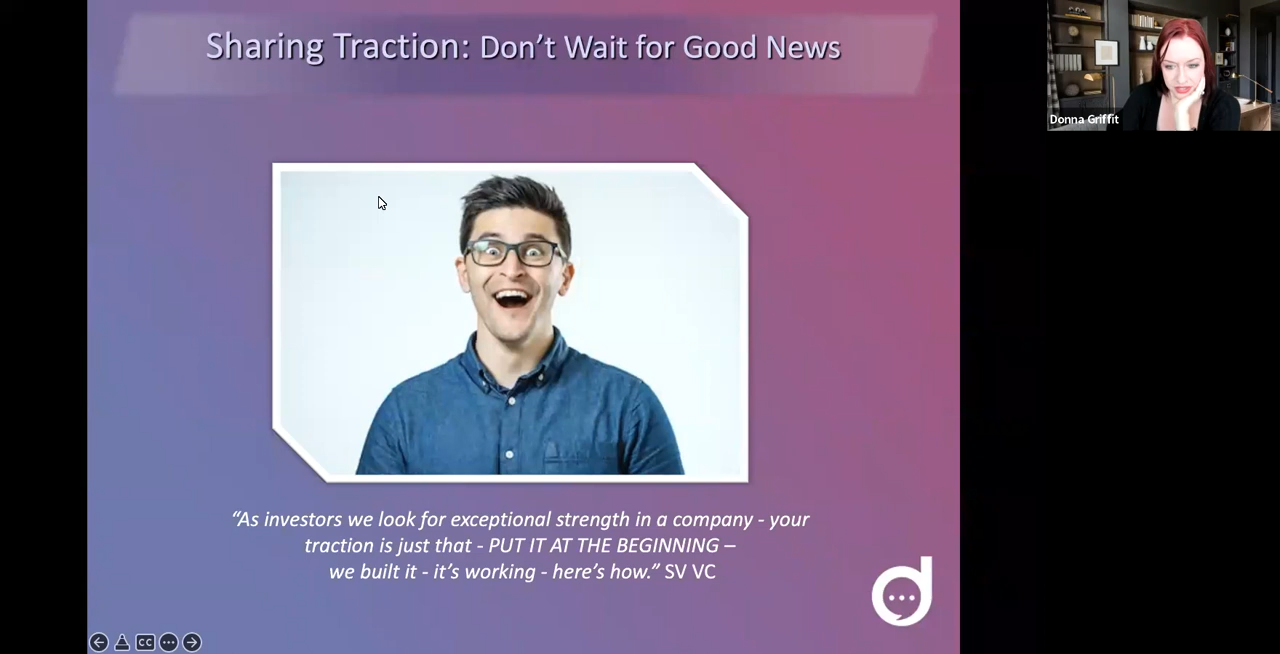 Sharing Traction: Don’t Wait for Good News
Donna Griffit
“As investors we look for exceptional strength in a company - your
traction is just that - PUT IT AT THE BEGINNING –
we built it - it’s working - here’s how.” SV VC
CC